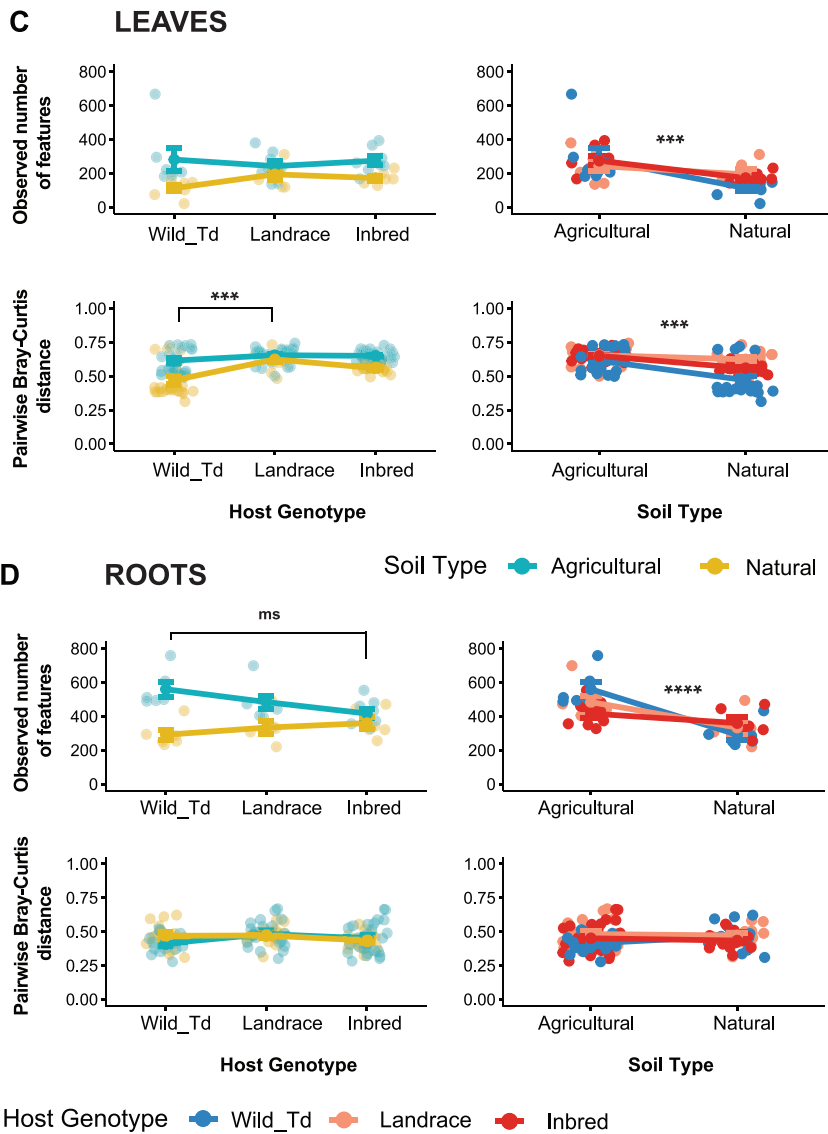 C LEAVES
Observed number
of features
800
600
400
200
0
Wild_Td Landrace Inbred
800
600
400
200
0
***
Agricultural Natural
Pairwise Bray-Curtis
distance
1.00
0.75
0.50
0.25
0.00
***
Wild_Td Landrace Inbred
Host Genotype
1.00
0.75
0.50
0.25
0.00
***
Agricultural Natural
Soil Type
Soil Type Agricultural Natural
D ROOTS
Observed number
of features
800
600
400
200
0
ms
Wild_Td Landrace Inbred
800
600
400
200
0
****
Agricultural Natural
Pairwise Bray-Curtis
distance
1.00
0.75
0.50
0.25
0.00
Wild_Td Landrace Inbred
Host Genotype
1.00
0.75
0.50
0.25
0.00
Agricultural Natural
Soil Type
Host Genotype Wild_Td Landrace Inbred